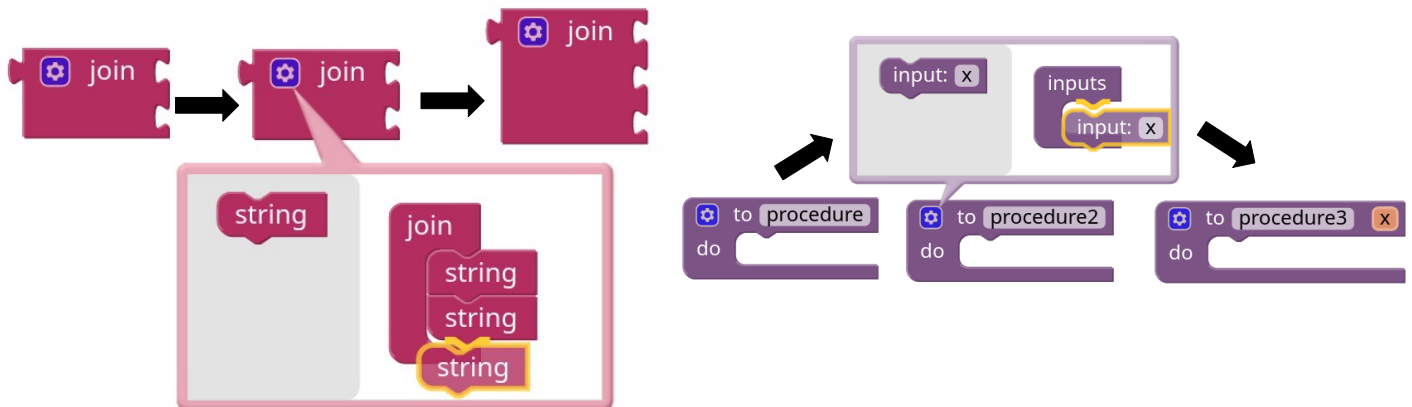 join
join
join
string
join
string
string
string
to procedure
do
input: x
inputs
input: x
to procedure2
do
to procedure3 x
do